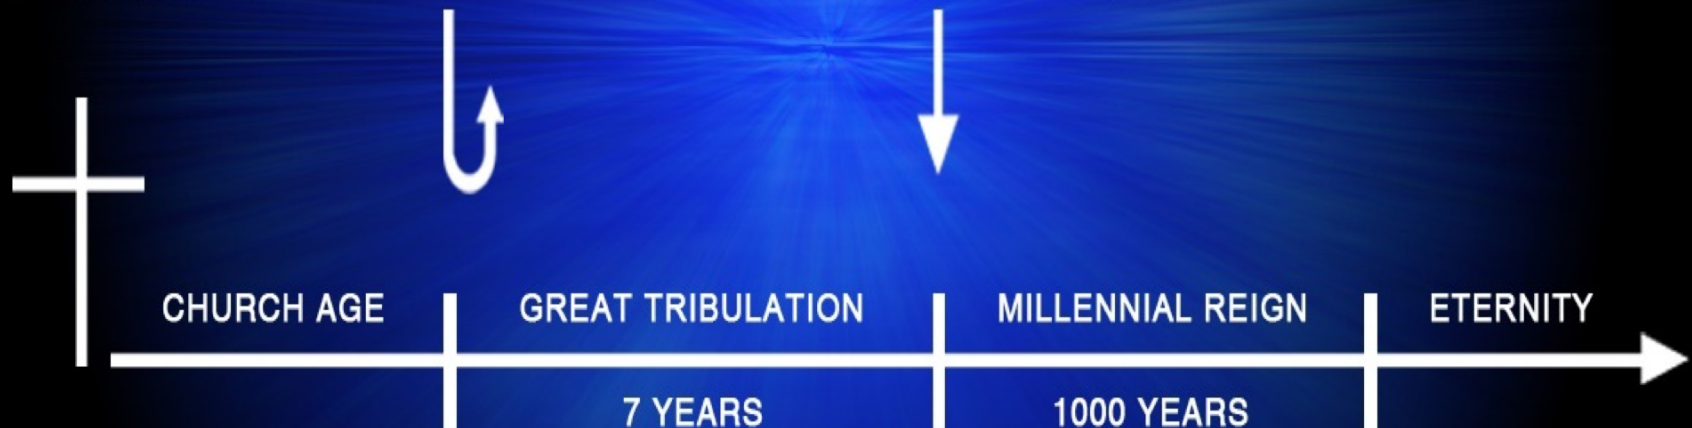 CHURCH AGE GREAT TRIBULATION MILLENNIAL REIGN ETERNITY
7 YEARS 1000 YEARS